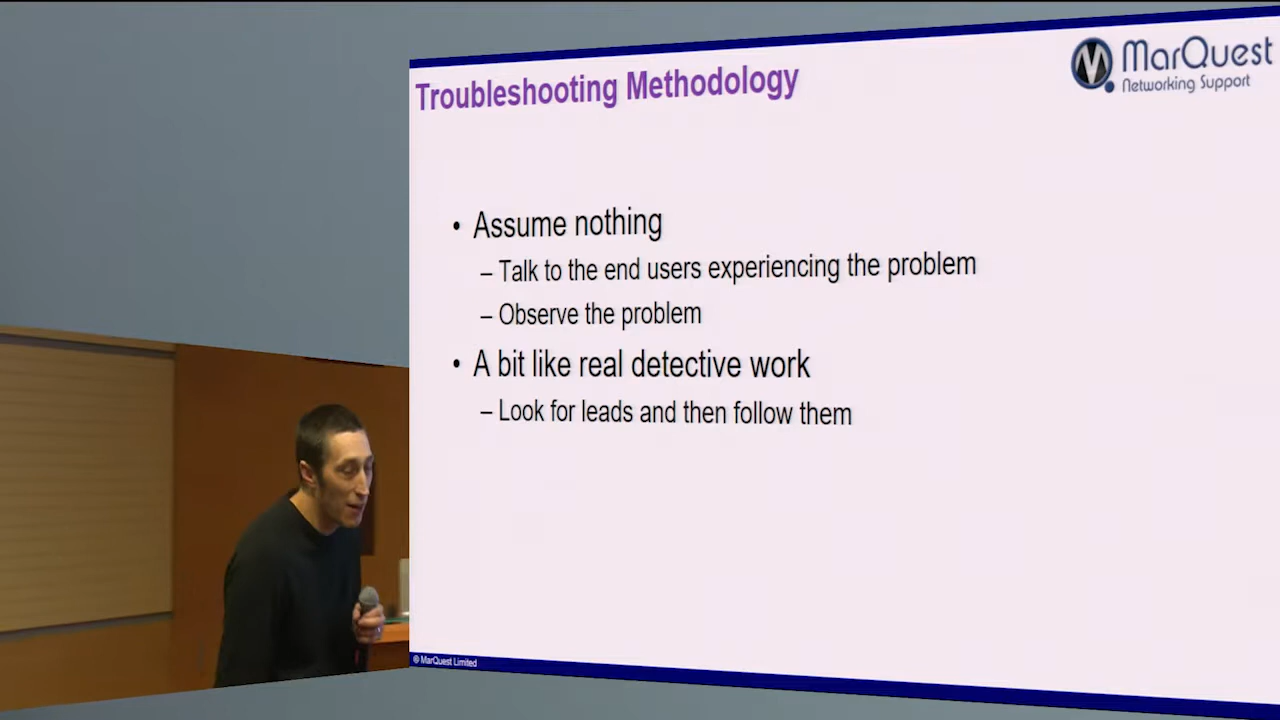 Troubleshooting Methodology
MarQuest
Networking Support
• Assume nothing
– Talk to the end users experiencing the problem
– Observe the problem
• A bit like real detective work
– Look for leads and then follow them
© MarQuest Limited